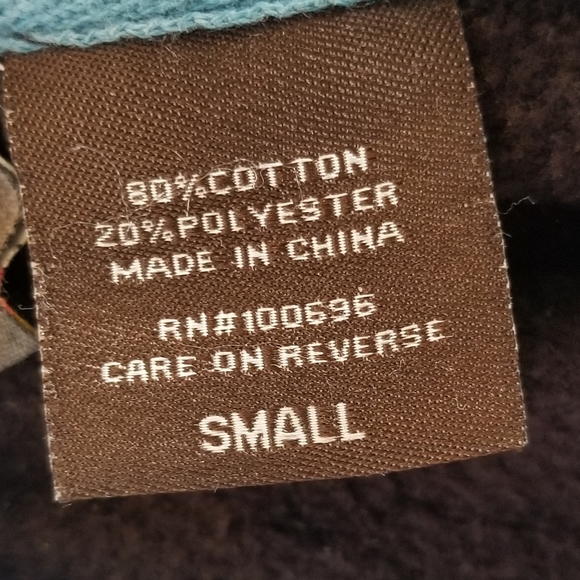 80%COTTON
20%POLYESTER
MADE IN CHINA
RN#100696
CARE ON REVERSE
SMALL